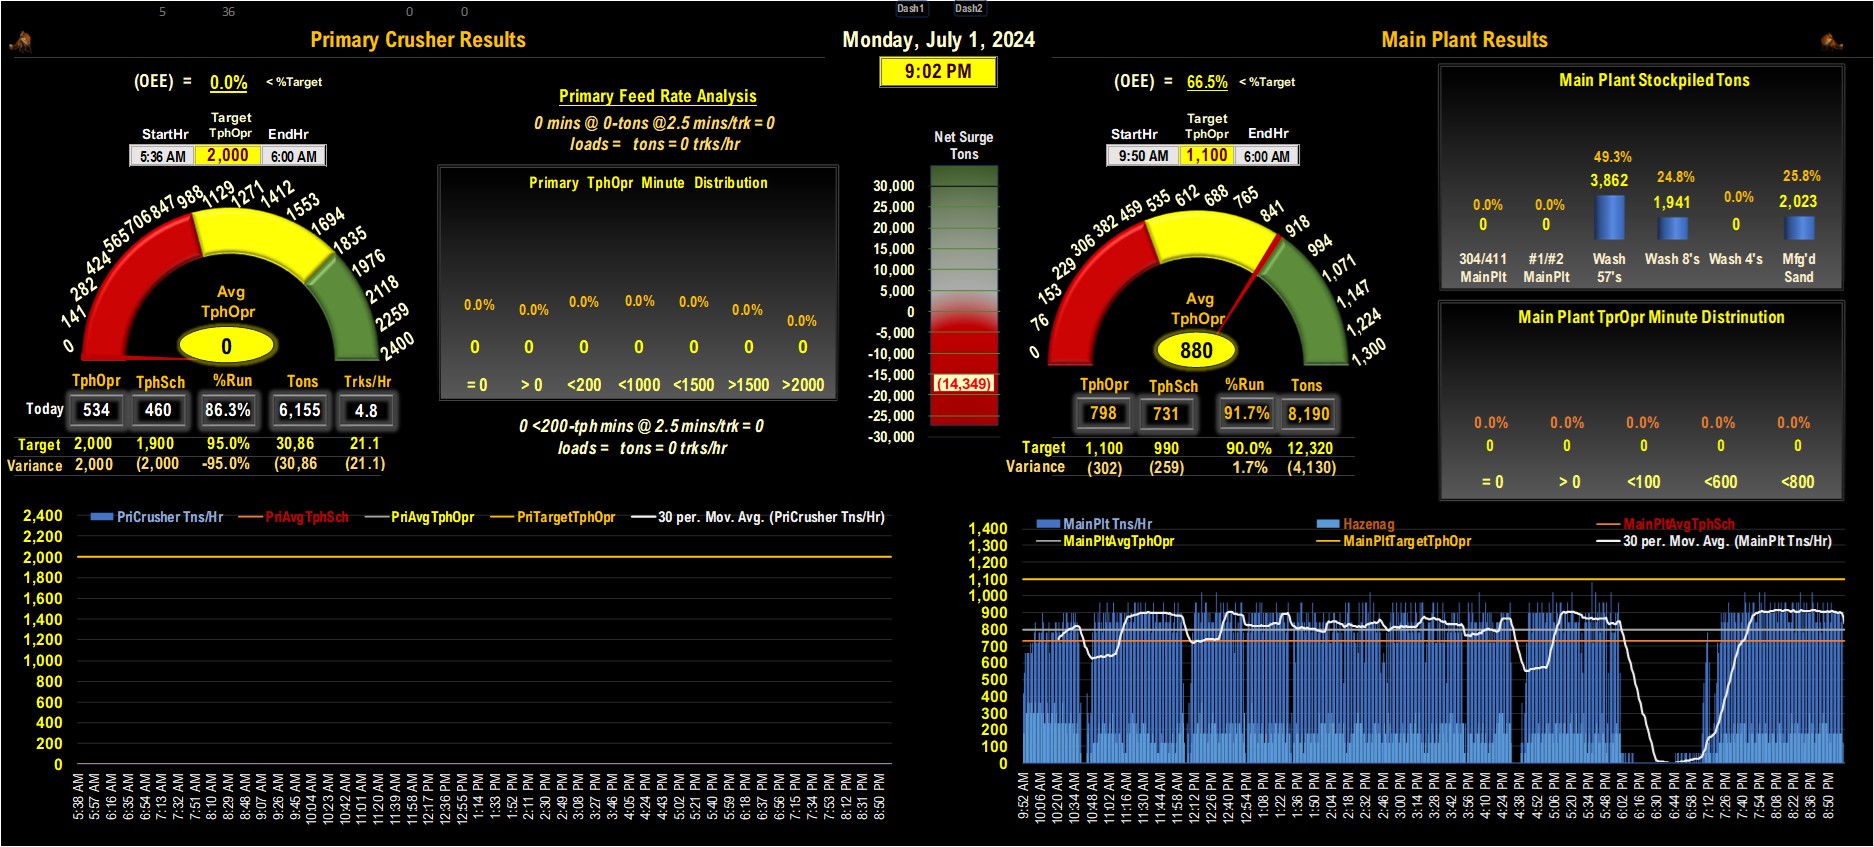 5 36 0 0 Dash1 Dash2
Primary Crusher Results
Monday, July 1, 2024
Main Plant Results
9:02 PM
(OEE) = 0.0% < %Target
Target
StartHr TphOpr EndHr
5:36 AM 2,000 6:00 AM
0 141 282 424 565 706 847 988 1129 1271 1412 1553 1694 1835 1976 2118 2259 2400
Avg
TphOpr
0
TphOpr TphSch %Run Tons Trks/Hr
Today 534 460 86.3% 6,155 4.8
Target 2,000 1,900 95.0% 30,86 21.1
Variance 2,000 (2,000 -95.0% (30,86 (21.1)
Primary Feed Rate Analysis
0 mins @ 0-tons @2.5 mins/trk = 0
loads = tons = 0 trks/hr
Primary TphOpr Minute Distribution
0.0% 0.0% 0.0% 0.0% 0.0% 0.0% 0.0%
0 0 0 0 0 0 0
= 0 > 0 <200 <1000 <1500 >1500 >2000
0 <200-tph mins @ 2.5 mins/trk = 0
loads = tons = 0 trks/hr
Net Surge
Tons
30,000
25,000
20,000
15,000
10,000
5,000
0
-5,000
-10,000
-15,000
(14,349)
-20,000
-25,000
-30,000
(OEE) = 66.5% < %Target
Target
StartHr TphOpr EndHr
9:50 AM 1,100 6:00 AM
0 76 153 229 306 382 459 535 612 688 765 841 918 994 1,071 1,147 1,224 1,300
Avg
TphOpr
880
TphOpr TphSch %Run Tons
798 731 91.7% 8,190
Target 1,100 990 90.0% 12,320
Variance (302) (259) 1.7% (4,130)
Main Plant Stockpiled Tons
0.0% 0.0% 49.3% 24.8% 0.0% 25.8%
0 0 3,862 1,941 0 2,023
304/411 #1/#2 Wash Wash 8's Wash 4's Mfg'd
MainPlt MainPlt 57's Sand
Main Plant TprOpr Minute Distrinution
0.0% 0.0% 0.0% 0.0% 0.0%
0 0 0 0 0
= 0 > 0 <100 <600 <800
PriCrusher Tns/Hr PriAvgTphSch PriAvgTphOpr PriTargetTphOpr 30 per. Mov. Avg. (PriCrusher Tns/Hr)
2,400
2,200
2,000
1,800
1,600
1,400
1,200
1,000
800
600
400
200
0
5:38 AM 5:57 AM 6:16 AM 6:35 AM 6:54 AM 7:13 AM 7:32 AM 7:51 AM 8:10 AM 8:29 AM 8:48 AM 9:07 AM 9:26 AM 9:45 AM 10:04 AM 10:23 AM 10:42 AM 11:01 AM 11:20 AM 11:39 AM 11:58 AM 12:17 PM 12:36 PM 12:55 PM 1:14 PM 1:33 PM 1:52 PM 2:11 PM 2:30 PM 2:49 PM 3:08 PM 3:27 PM 3:46 PM 4:05 PM 4:24 PM 4:43 PM 5:02 PM 5:21 PM 5:40 PM 5:59 PM 6:18 PM 6:37 PM 6:56 PM 7:15 PM 7:34 PM 7:53 PM 8:12 PM 8:31 PM 8:50 PM
MainPlt Tns/Hr Hazenag MainPltAvgTphSch
MainPltAvgTphOpr MainPltTargetTphOpr 30 per. Mov. Avg. (MainPlt Tns/Hr)
1,400
1,300
1,200
1,100
1,000
900
800
700
600
500
400
300
200
100
0
9:52 AM 10:06 AM 10:20 AM 10:34 AM 10:48 AM 11:02 AM 11:16 AM 11:30 AM 11:44 AM 11:56 AM 12:12 PM 12:26 PM 12:40 PM 12:54 PM 1:08 PM 1:22 PM 1:36 PM 1:50 PM 2:04 PM 2:18 PM 2:32 PM 2:46 PM 3:00 PM 3:14 PM 3:28 PM 3:42 PM 3:56 PM 4:10 PM 4:24 PM 4:38 PM 4:52 PM 5:06 PM 5:20 PM 5:34 PM 5:48 PM 6:02 PM 6:16 PM 6:30 PM 6:44 PM 6:58 PM 7:12 PM 7:26 PM 7:40 PM 7:54 PM 8:08 PM 8:22 PM 8:36 PM 8:50 PM